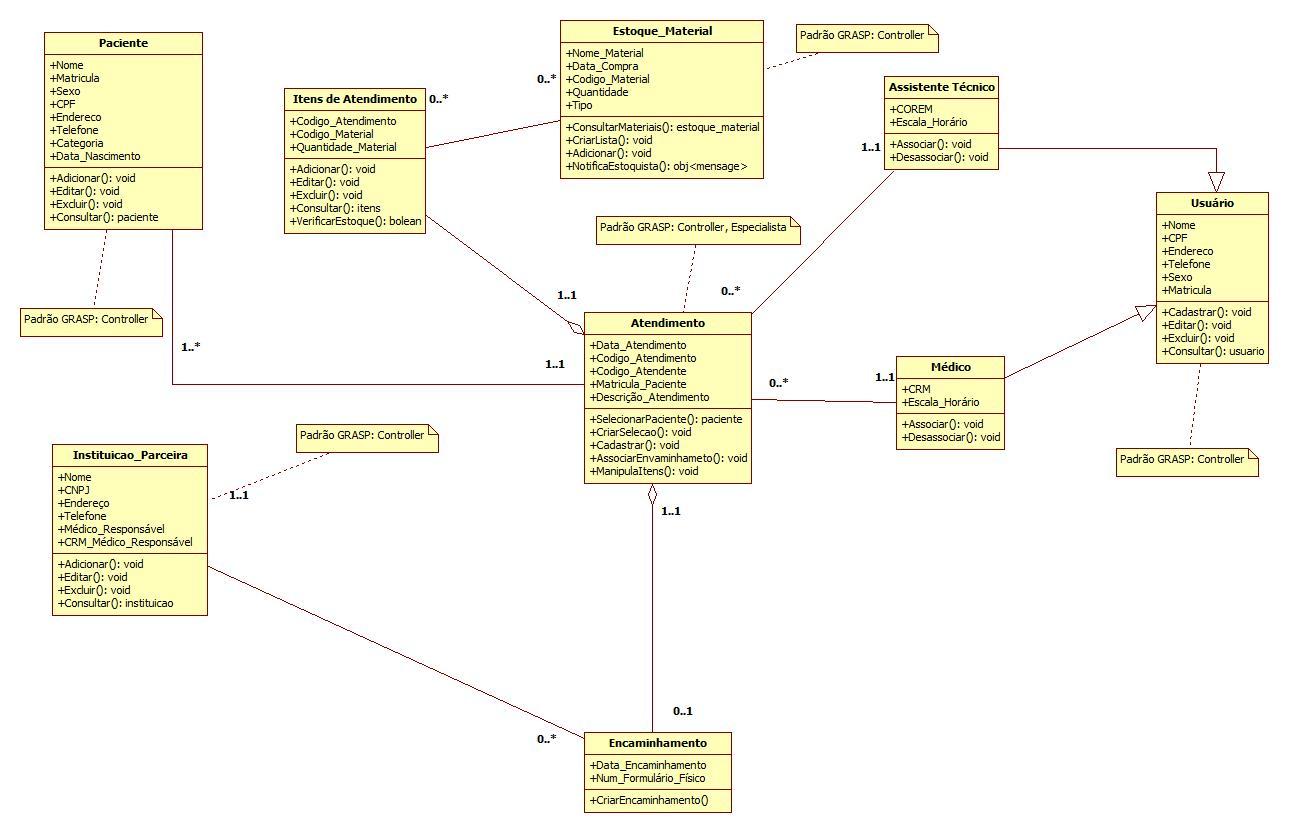 Paciente
+Nome
+Matricula
+Sexo
+CPF
+Endereco
+Telefone
+Categoria
+Data_Nascimento
+Adicionar(): void
+Editar(): void
+Excluir(): void
+Consultar(): paciente
Padrão GRASP: Controller
1..*
Itens de Atendimento
0..*
+Codigo_Atendimento
+Codigo_Material
+Quantidade_Material
+Adicionar(): void
+Editar(): void
+Excluir(): void
+Consultar(): itens
+VerificarEstoque(): bolean
Estoque_Material
0..*
+Nome_Material
+Data_Compra
+Codigo_Material
+Quantidade
+Tipo
+ConsultarMateriais(): estoque_material
+CriarLista(): void
+Adicionar(): void
+NotificaEstoquista(): obj<mensage>
Padrão GRASP: Controller
Assistente Técnico
+COREM
+Escala_Horário
1..1
+Associar(): void
+Desassociar(): void
Usuário
+Nome
+CPF
+Endereco
+Telefone
+Sexo
+Matricula
+Cadastrar(): void
+Editar(): void
+Excluir(): void
+Consultar(): usuario
Padrão GRASP: Controller
Padrão GRASP: Controller, Especialista
1..1
0..*
1..1
Atendimento
+Data_Atendimento
+Codigo_Atendimento
+Codigo_Atendente
+Matricula_Paciente
+Descrição_Atendimento
+SelecionarPaciente(): paciente
+CriarSelecao(): void
+Cadastrar(): void
+AssociarEnvaminhameto(): void
+ManipulaItens(): void
0..*
1..1
Médico
+CRM
+Escala_Horário
+Associar(): void
+Desassociar(): void
Padrão GRASP: Controller
Instituicao_Parceira
+Nome
+CNPJ
+Endereço
+Telefone
+Médico_Responsável
+CRM_Médico_Responsável
+Adicionar(): void
+Editar(): void
+Excluir(): void
+Consultar(): instituicao
1..1
1..1
0..1
0..*
Encaminhamento
+Data_Encaminhamento
+Num_Formulário_Físico
+CriarEncaminhamento()